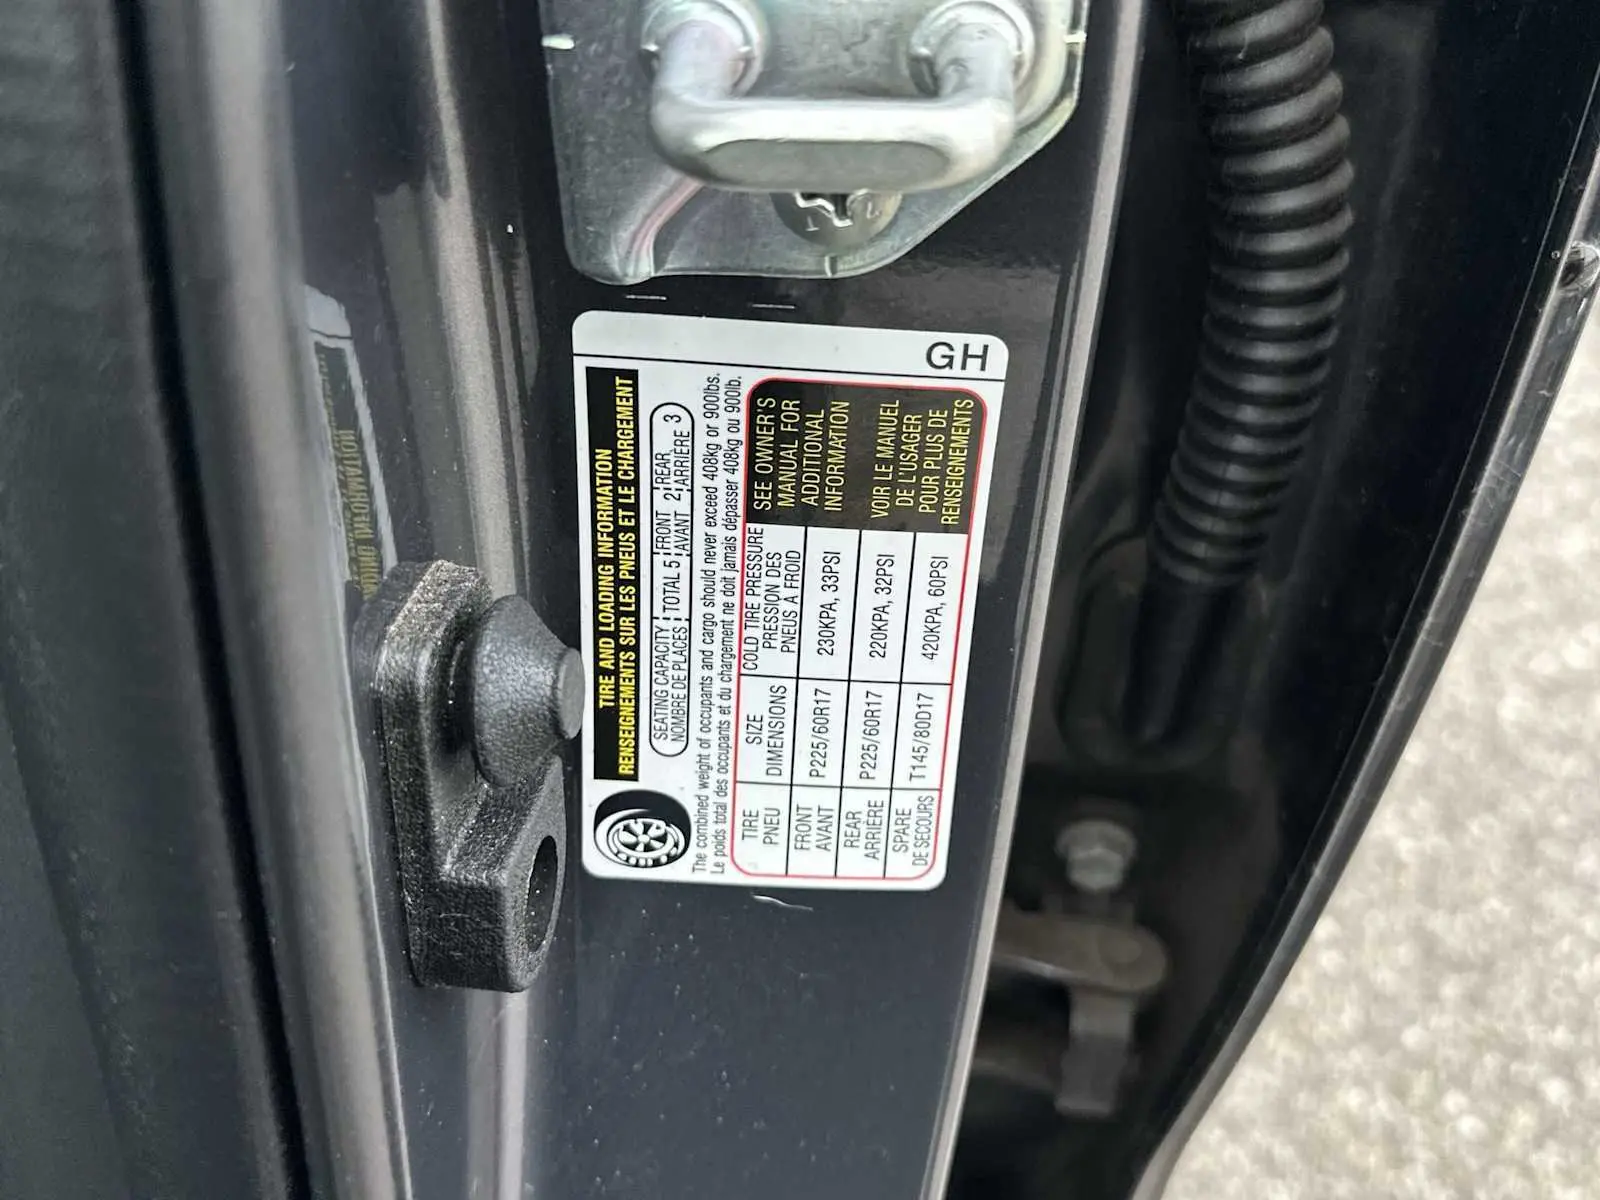 GH
TIRE AND LOADING INFORMATION
RENSEIGNEMENTS SUR LES PNEUS ET LE CHARGEMENT
SEATING CAPACITY TOTAL 5 FRONT 2 REAR 3
NOMBRE DE PLACES AVANT ARRIÈRE
The combined weight of occupants and cargo should never exceed 408kg or 900lbs.
Le poids total des occupants et du chargement ne doit jamais dépasser 408kg ou 900lb.
TIRE SIZE COLD TIRE PRESSURE
PNEU DIMENSIONS PRESSION DES
PNEUS A FROID
FRONT P225/60R17 230KPA, 33PSI
AVANT
REAR P225/60R17 220KPA, 32PSI
ARRIERE
SPARE T145/80D17 420KPA, 60PSI
DE SECOURS
SEE OWNER'S
MANUAL FOR
ADDITIONAL
INFORMATION
VOIR LE MANUEL
DE L'USAGER
POUR PLUS DE
RENSEIGNEMENTS